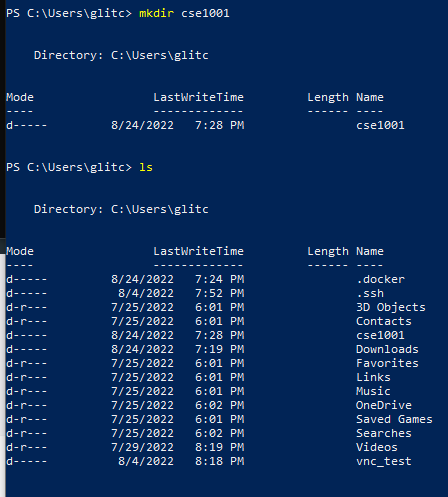 PS C:\Users\glitc> mkdir cse1001
Directory: C:\Users\glitc
Mode LastWriteTime Length Name
---- ------------- ------ ----
d----- 8/24/2022 7:28 PM cse1001
PS C:\Users\glitc> ls
Directory: C:\Users\glitc
Mode LastWriteTime Length Name
---- ------------- ------ ----
d----- 8/24/2022 7:24 PM .docker
d----- 8/4/2022 7:52 PM .ssh
d-r--- 7/25/2022 6:01 PM 3D Objects
d-r--- 7/25/2022 6:01 PM Contacts
d----- 8/24/2022 7:28 PM cse1001
d----- 8/24/2022 7:19 PM Downloads
d-r--- 7/25/2022 6:01 PM Favorites
d-r--- 7/25/2022 6:01 PM Links
d-r--- 7/25/2022 6:01 PM Music
d-r--- 7/25/2022 6:02 PM OneDrive
d-r--- 7/25/2022 6:01 PM Saved Games
d-r--- 7/25/2022 6:02 PM Searches
d-r--- 7/29/2022 8:19 PM Videos
d----- 8/4/2022 8:18 PM vnc_test